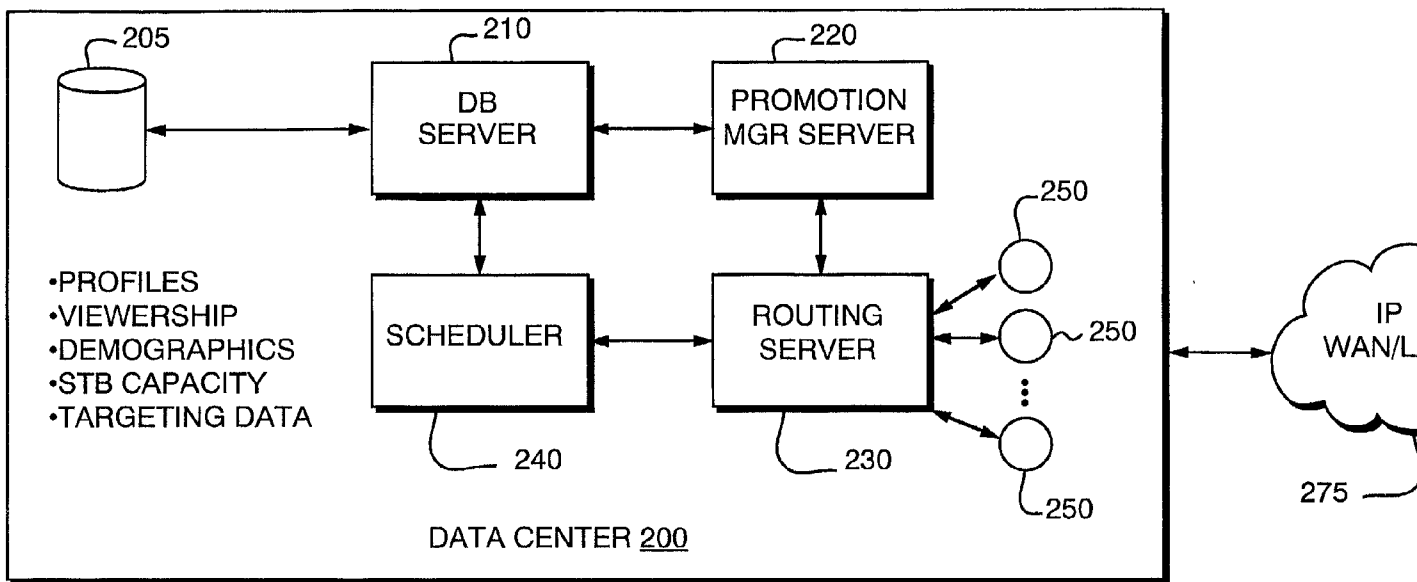 205
210
220
DB
SERVER
PROMOTION
MGR SERVER
250
•PROFILES
•VIEWERSHIP
•DEMOGRAPHICS
•STB CAPACITY
•TARGETING DATA
SCHEDULER
ROUTING
SERVER
250
IP
WAN/L
240
230
250
275
DATA CENTER 200